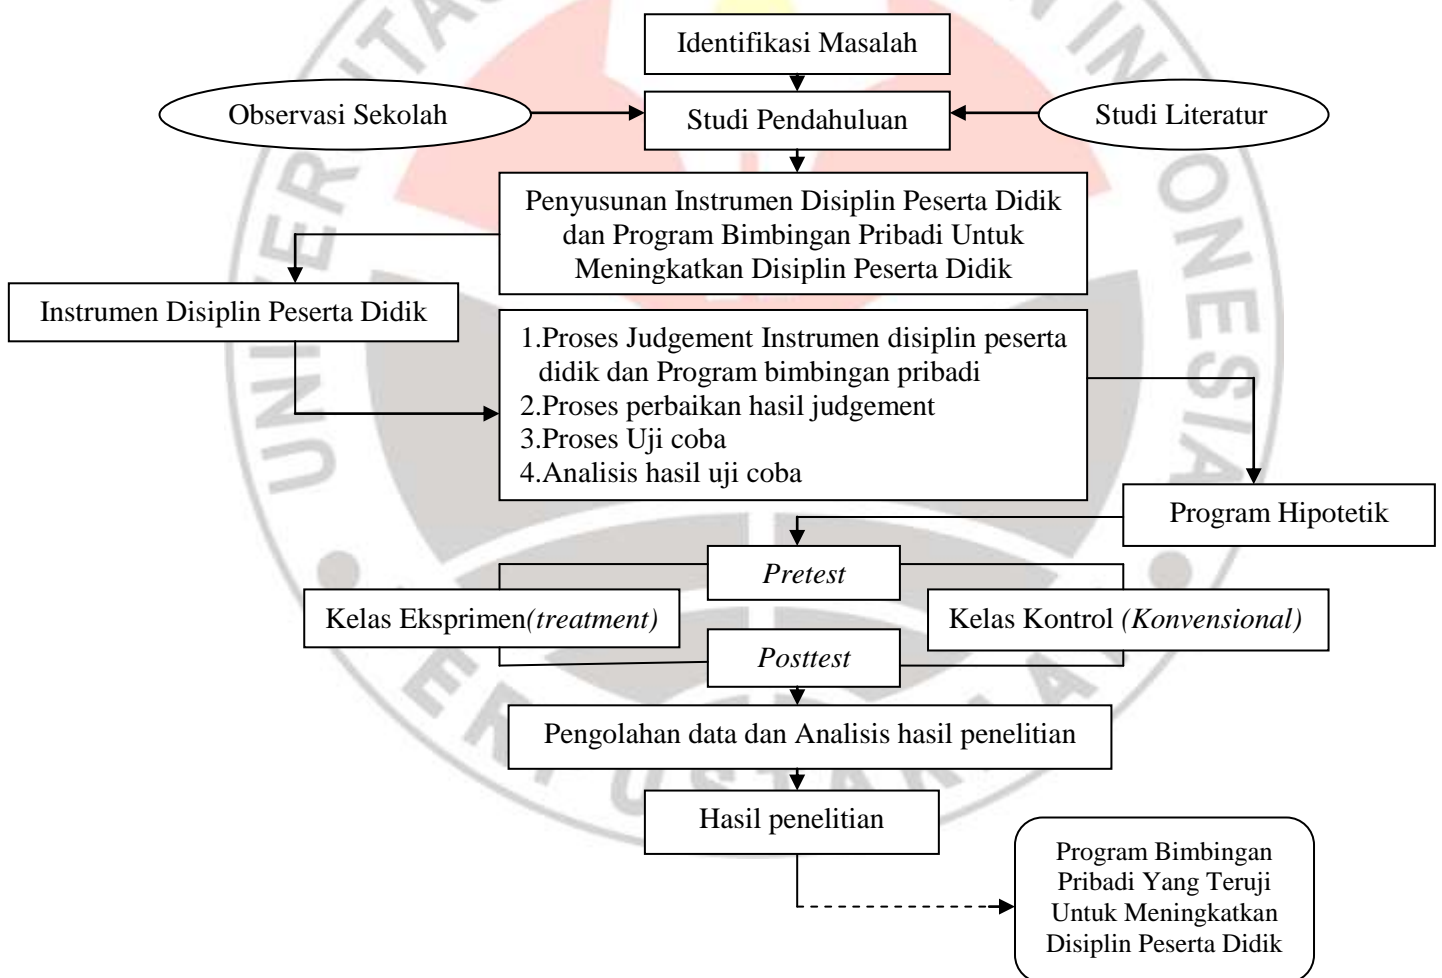 Identifikasi Masalah
Observasi Sekolah
Studi Pendahuluan
Studi Literatur
Penyusunan Instrumen Disiplin Peserta Didik
dan Program Bimbingan Pribadi Untuk
Meningkatkan Disiplin Peserta Didik
Instrumen Disiplin Peserta Didik
1.Proses Judgement Instrumen disiplin peserta
didik dan Program bimbingan pribadi
2.Proses perbaikan hasil judgement
3.Proses Uji coba
4.Analisis hasil uji coba
Program Hipotetik
Pretest
Kelas Eksprimen(treatment)
Kelas Kontrol (Konvensional)
Posttest
Pengolahan data dan Analisis hasil penelitian
Hasil penelitian
Program Bimbingan
Pribadi Yang Teruji
Untuk Meningkatkan
Disiplin Peserta Didik